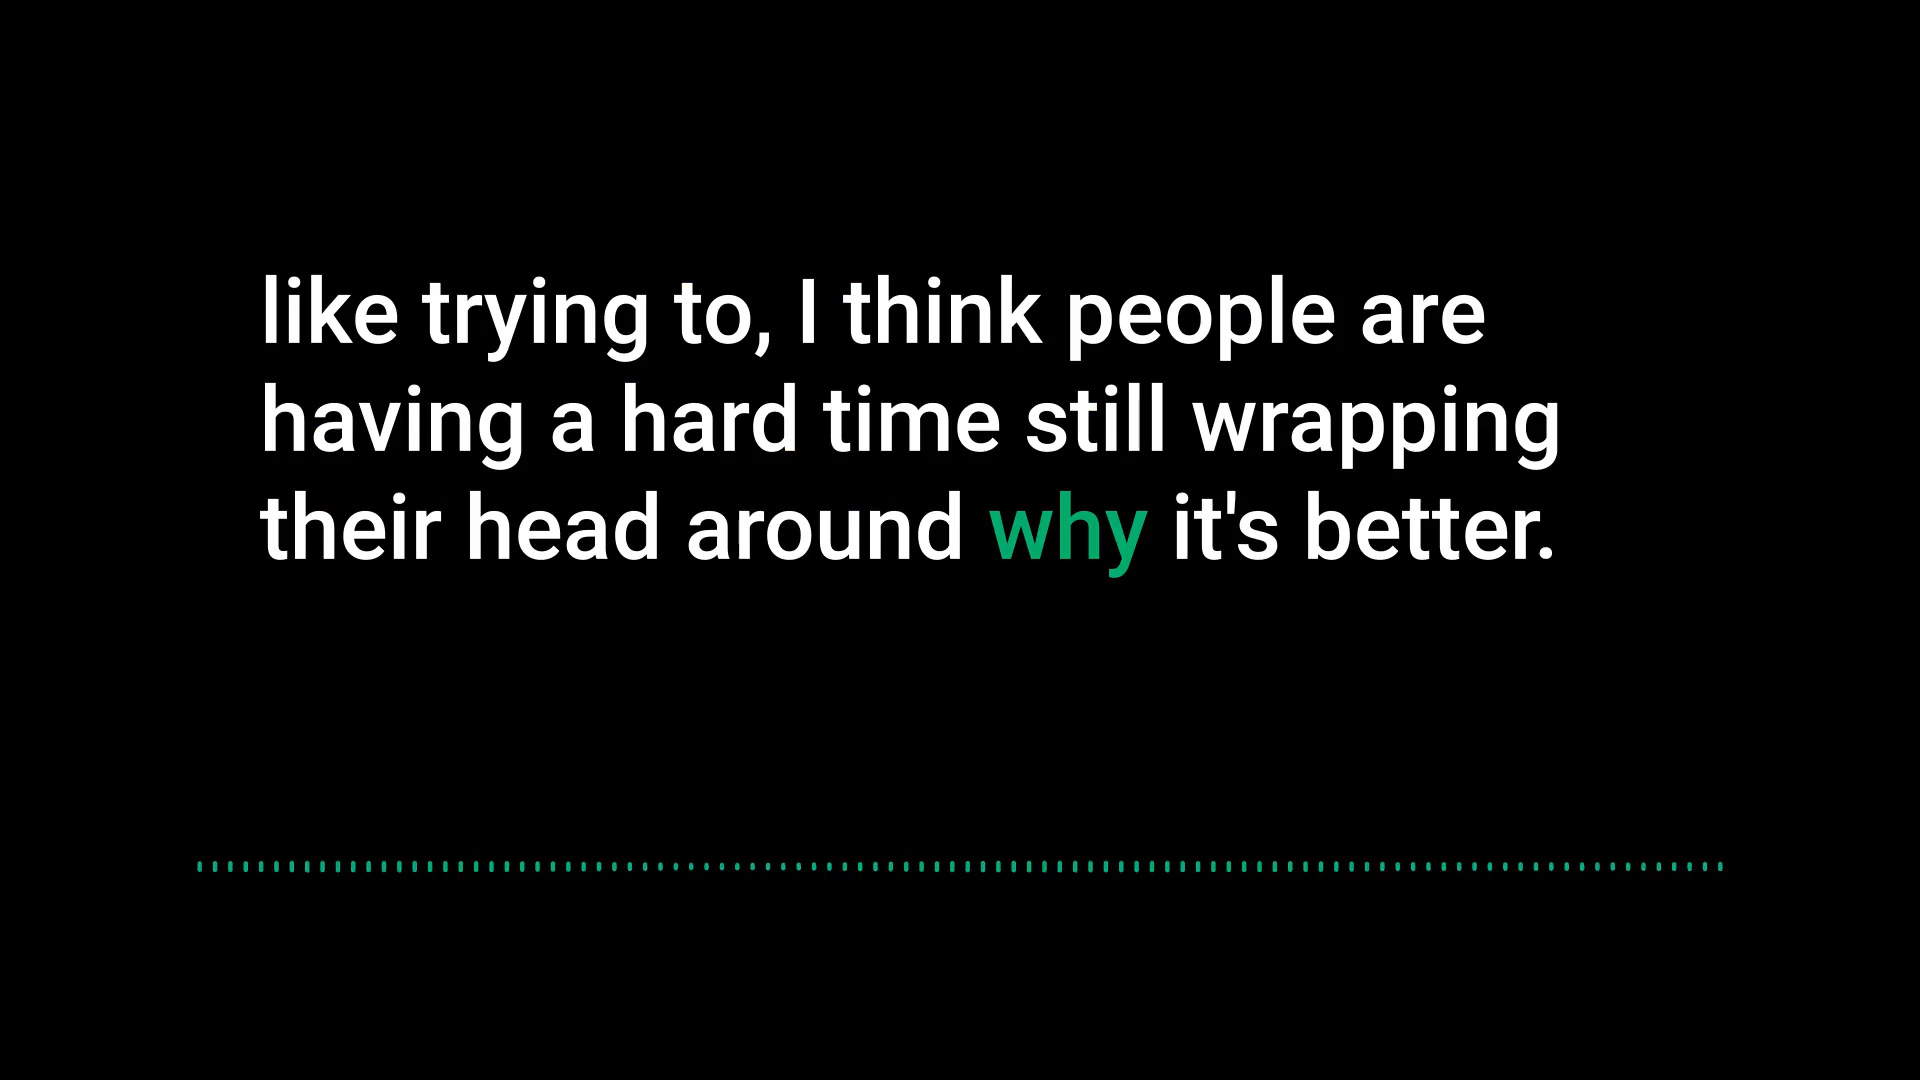 like trying to, I think people are
having a hard time still wrapping
their head around why it's better.